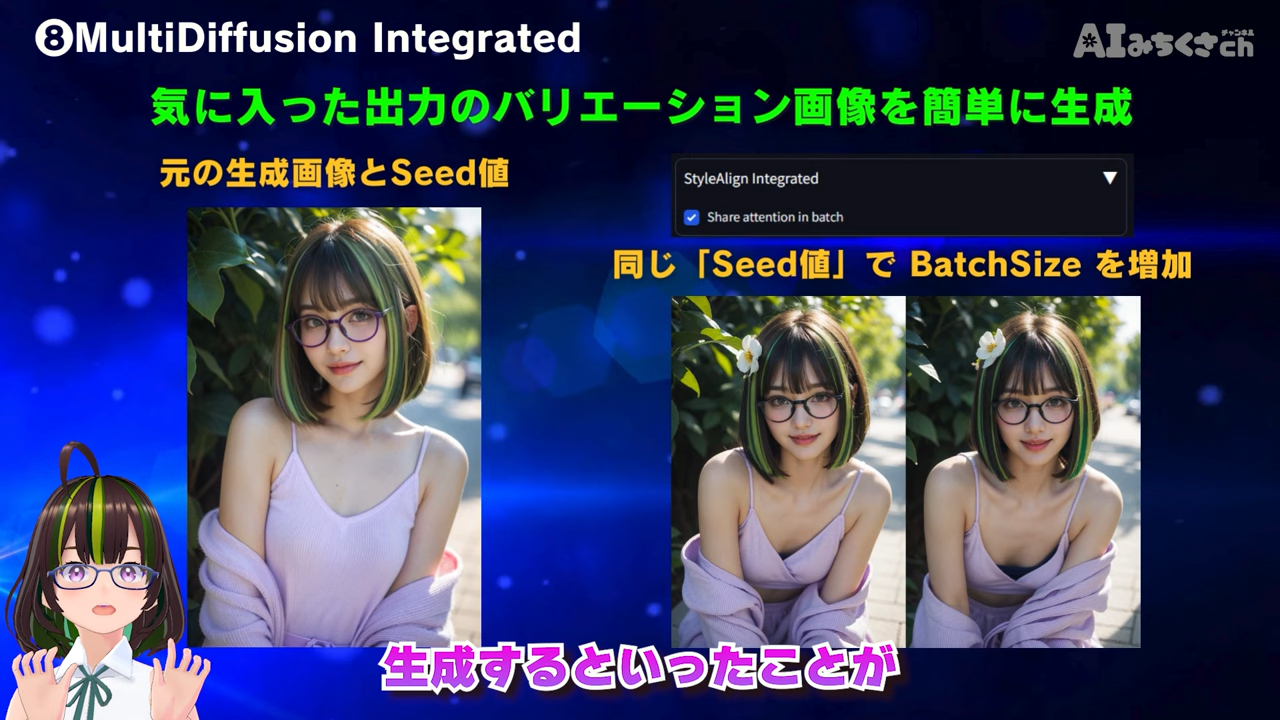 ❽MultiDiffusion Integrated
AIみちくさch
チャンネル
気に入った出力のバリエーション画像を簡単に生成
元の生成画像とSeed値
StyleAlign Integrated ▼
Share attention in batch
同じ「Seed値」で BatchSize を増加
生成するといったことが